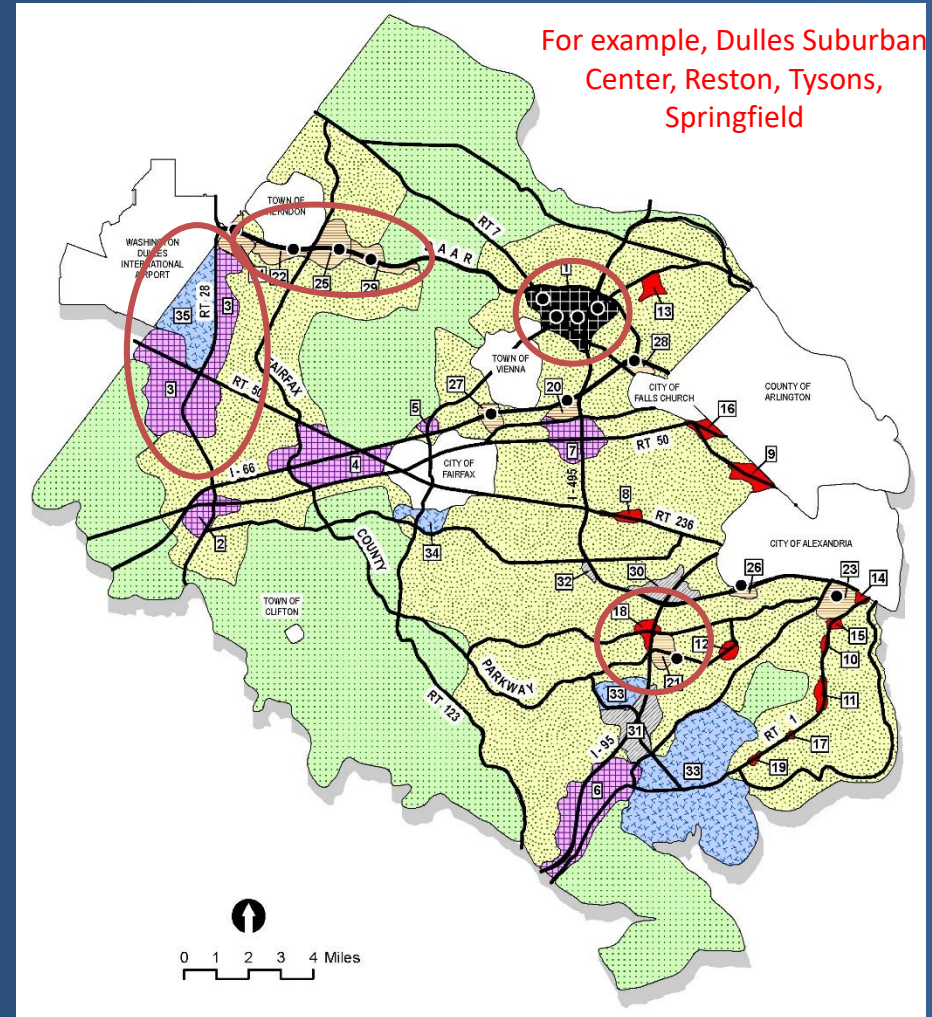 For example, Dulles Suburban
Center, Reston, Tysons,
Springfield
TOWN OF
HERNDON
WASHINGTON
DULLES
INTERNATIONAL
AIRPORT
RT 7
A A R
1
13
22
25
29
35
RT 28
3
3
28
TOWN OF
VIENNA
CITY OF
FALLS CHURCH
COUNTY OF
ARLINGTON
FAIRFAX
RT 50
27
20
5
16
I - 66
4
CITY OF
FAIRFAX
7
RT 50
9
I - 495
8
RT 236
2
34
CITY OF ALEXANDRIA
COUNTY
32
30
26
23
14
TOWN OF
CLIFTON
18
12
15
10
21
PARKWAY
33
11
RT 123
31
RT 1
17
I - 95
33
19
6
0 1 2 3 4 Miles